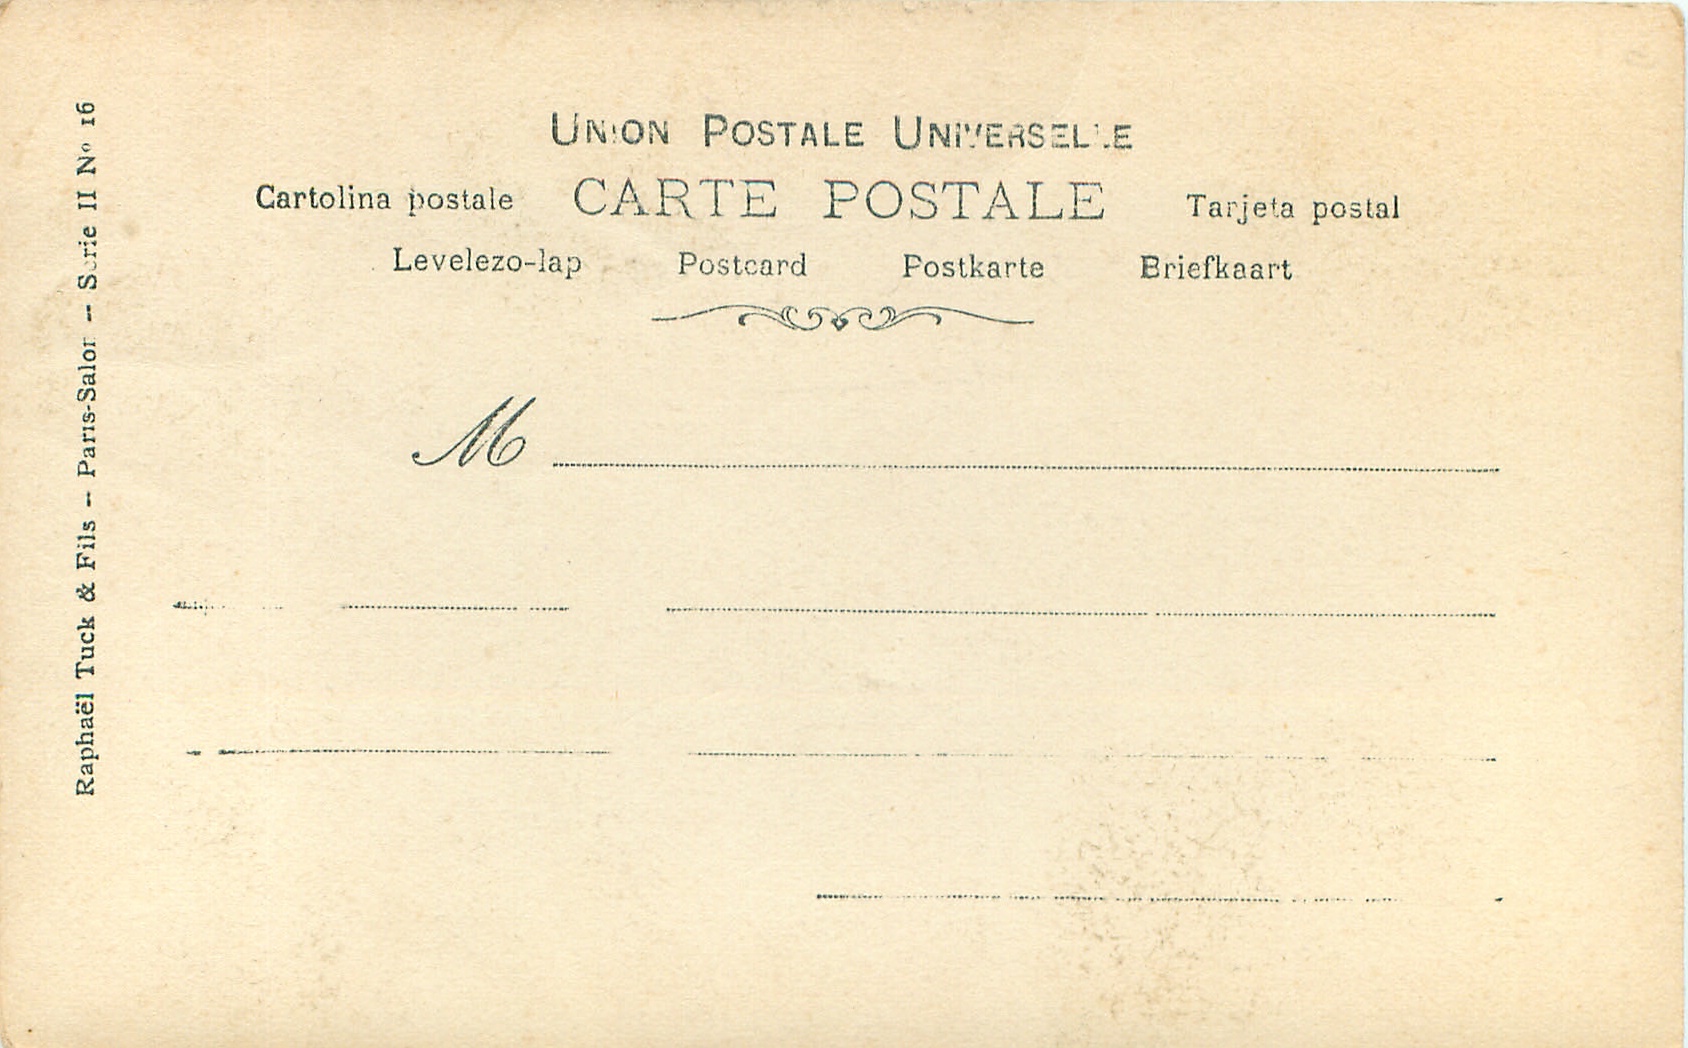 UNION POSTALE UNIVERSELLE
Cartolina postale CARTE POSTALE Tarjeta postal
Levelezo-lap Postcard Postkarte Briefkaart
M
Raphaël Tuck & Fils – Paris-Salon – Serie II Nº 16